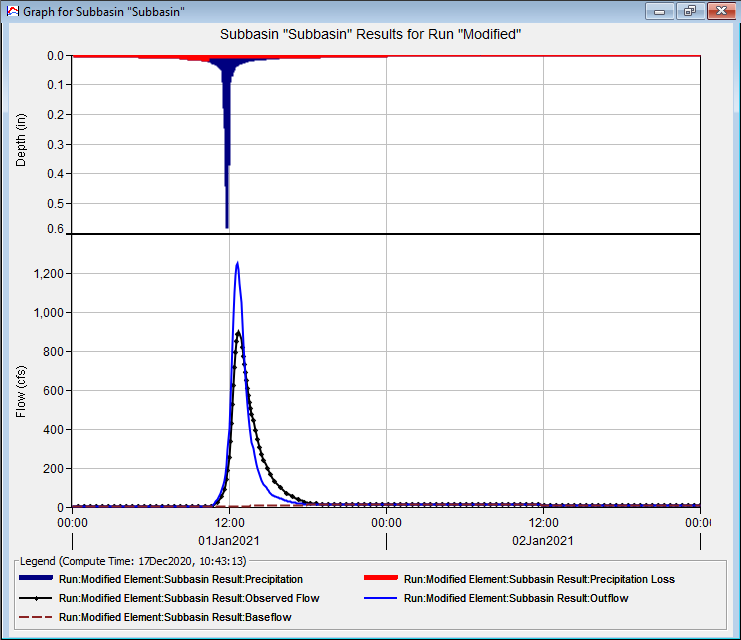 Graph for Subbasin "Subbasin"
Subbasin "Subbasin" Results for Run "Modified"
0.0
0.1
0.2
0.3
0.4
0.5
0.6
Depth (in)
1,200
1,000
800
600
400
200
0
Flow (cfs)
00:00 12:00 00:00 12:00 00:0
01Jan2021 02Jan2021
Legend (Compute Time: 17Dec2020, 10:43:13)
Run:Modified Element:Subbasin Result:Precipitation
Run:Modified Element:Subbasin Result:Precipitation Loss
Run:Modified Element:Subbasin Result:Observed Flow
Run:Modified Element:Subbasin Result:Outflow
Run:Modified Element:Subbasin Result:Baseflow